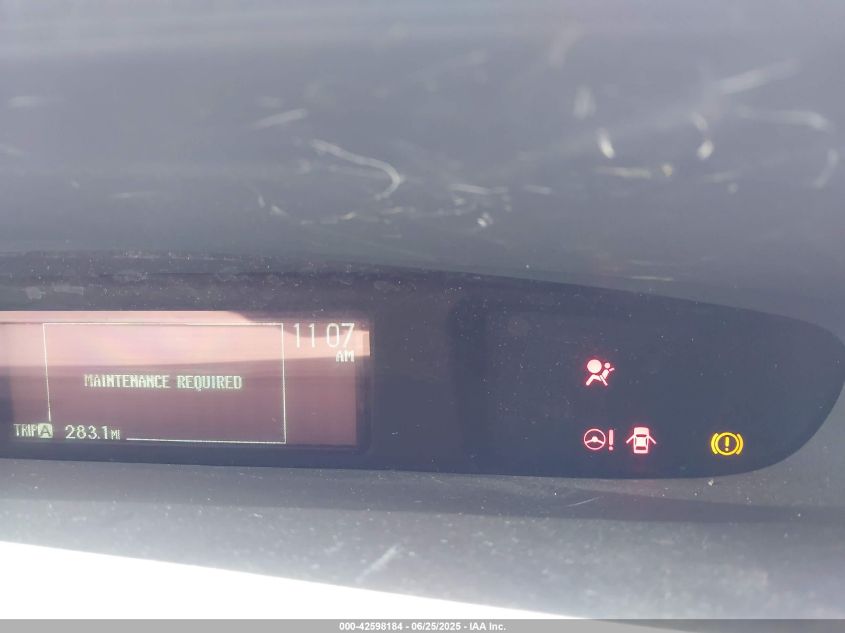 11 07
AM
MAINTENANCE REQUIRED
TRIP A 283.1 MI
000-42598184 - 06/25/2025 - IAA Inc.